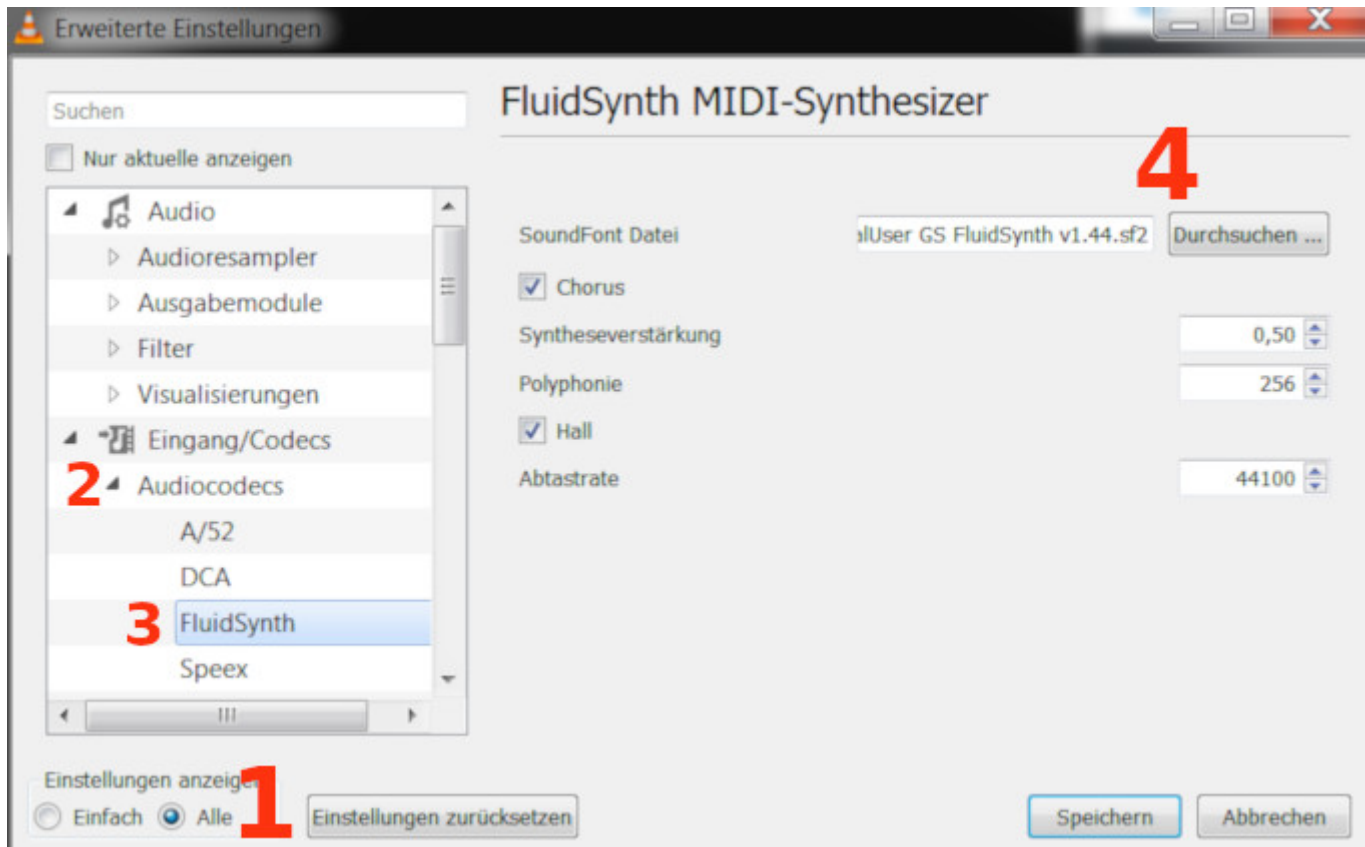 Erweiterte Einstellungen
Suchen
Nur aktuelle anzeigen
Audio
Audioresampler
Ausgabemodule
Filter
Visualisierungen
Eingang/Codecs
2 Audiocodecs
A/52
DCA
3 FluidSynth
Speex
FluidSynth MIDI-Synthesizer
4
SoundFont Datei alUser GS FluidSynth v1.44.sf2 Durchsuchen ...
Chorus
Syntheseverstärkung 0,50
Polyphonie 256
Hall
Abtastrate 44100
Einstellungen anzeigen
Einfach Alle 1 Einstellungen zurücksetzen Speichern Abbrechen